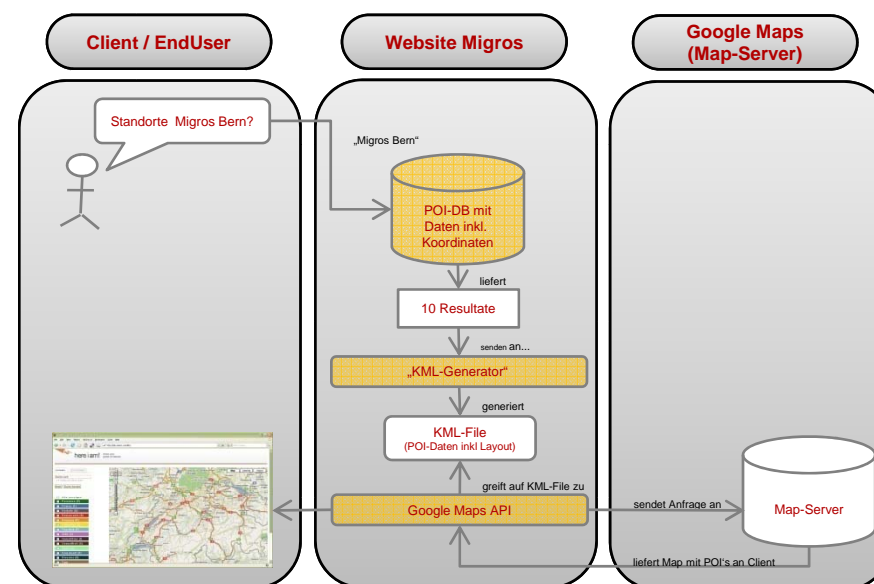 Client / EndUser
Website Migros
Google Maps
(Map-Server)
Standorte Migros Bern?
„Migros Bern“
POI-DB mit
Daten inkl.
Koordinaten
liefert
10 Resultate
senden an...
„KML-Generator“
generiert
KML-File
(POI-Daten inkl Layout)
greift auf KML-File zu
Google Maps API
sendet Anfrage an
Map-Server
liefert Map mit POI's an Client
here i am!